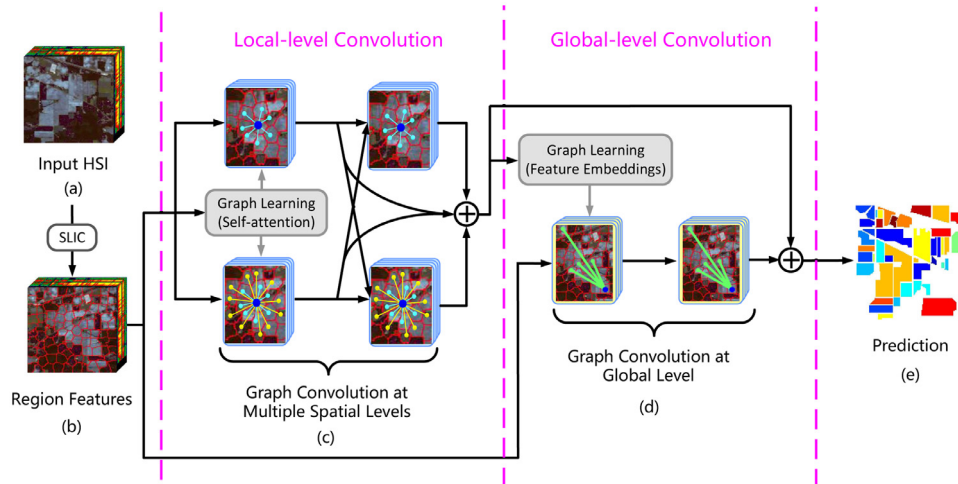 Local-level Convolution
Global-level Convolution
Input HSI
(a)
SLIC
Region Features
(b)
Graph Learning
(Self-attention)
Graph Convolution at
Multiple Spatial Levels
(c)
Graph Learning
(Feature Embeddings)
Graph Convolution at
Global Level
(d)
Prediction
(e)